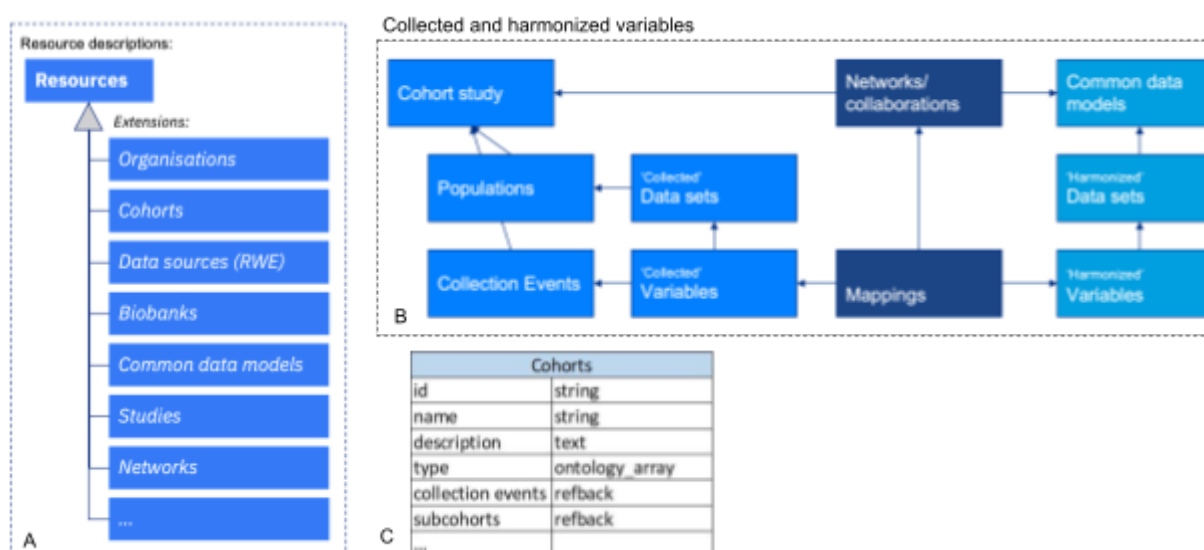 Resource descriptions:
Resources
Extensions:
Organisations
Cohorts
Data sources (RWE)
Biobanks
Common data models
Studies
Networks
...
A
Collected and harmonized variables
Cohort study
Networks/
collaborations
Common data
models
Populations
'Collected'
Data sets
'Harmonized'
Data sets
Collection Events
'Collected'
Variables
Mappings
'Harmonized'
Variables
B
Cohorts
id string
name string
description text
type ontology_array
collection events refback
subcohorts refback
...
C